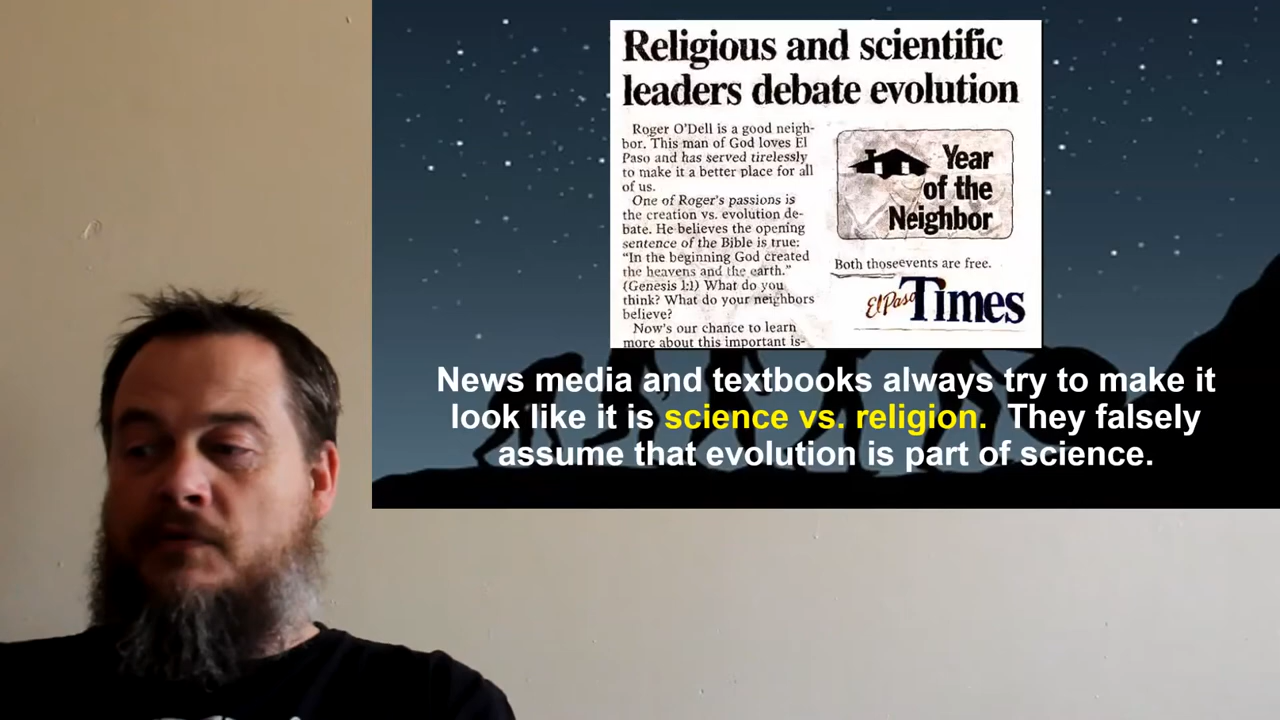 Religious and scientific
leaders debate evolution
Roger O'Dell is a good neigh-
bor. This man of God loves El
Paso and has served tirelessly
to make it a better place for all
of us.
One of Roger's passions is
the creation vs. evolution de-
bate. He believes the opening
sentence of the Bible is true:
"In the beginning God created
the heavens and the earth."
(Genesis 1:1) What do you
think? What do your neighbors
believe?
Now's our chance to learn
more about this important is-
Year
of the
Neighbor
Both thoseevents are free.
El Paso Times
News media and textbooks always try to make it
look like it is science vs. religion. They falsely
assume that evolution is part of science.